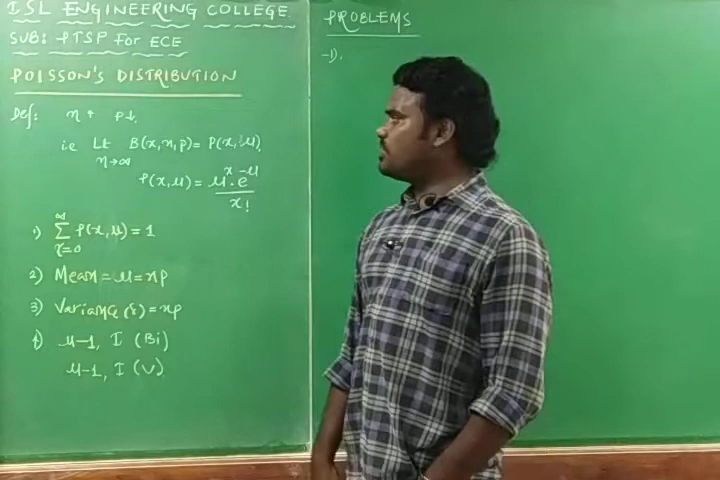 ISL ENGINEERING COLLEGE
SUB: PTSP For ECE
POISSON'S DISTRIBUTION
Def: n ↑ P↓
ie Lt n→∞ B(x,n,p) = P(x,μ)
P(x,μ) = μ^x · e^-μ / x!
1) ∞ Σ r=0 P(x,μ) = 1
2) Mean = μ = np
3) Variance = np
4) μ-1, I (Bi)
μ-1, I (U)
PROBLEMS
-1).